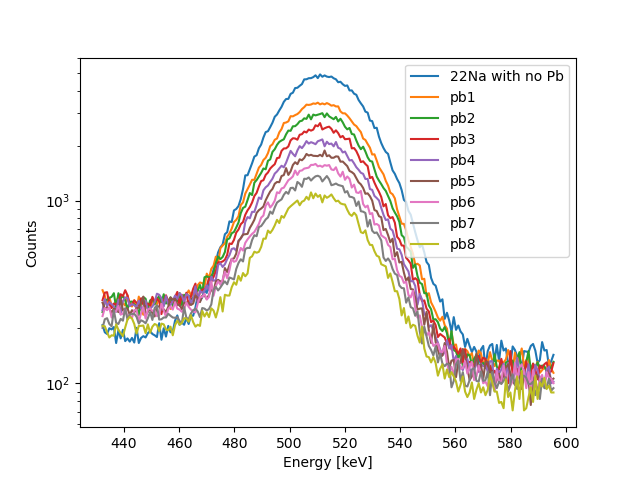 22Na with no Pb
pb1
pb2
pb3
pb4
pb5
pb6
pb7
pb8
10³
10²
Counts
440 460 480 500 520 540 560 580 600
Energy [keV]